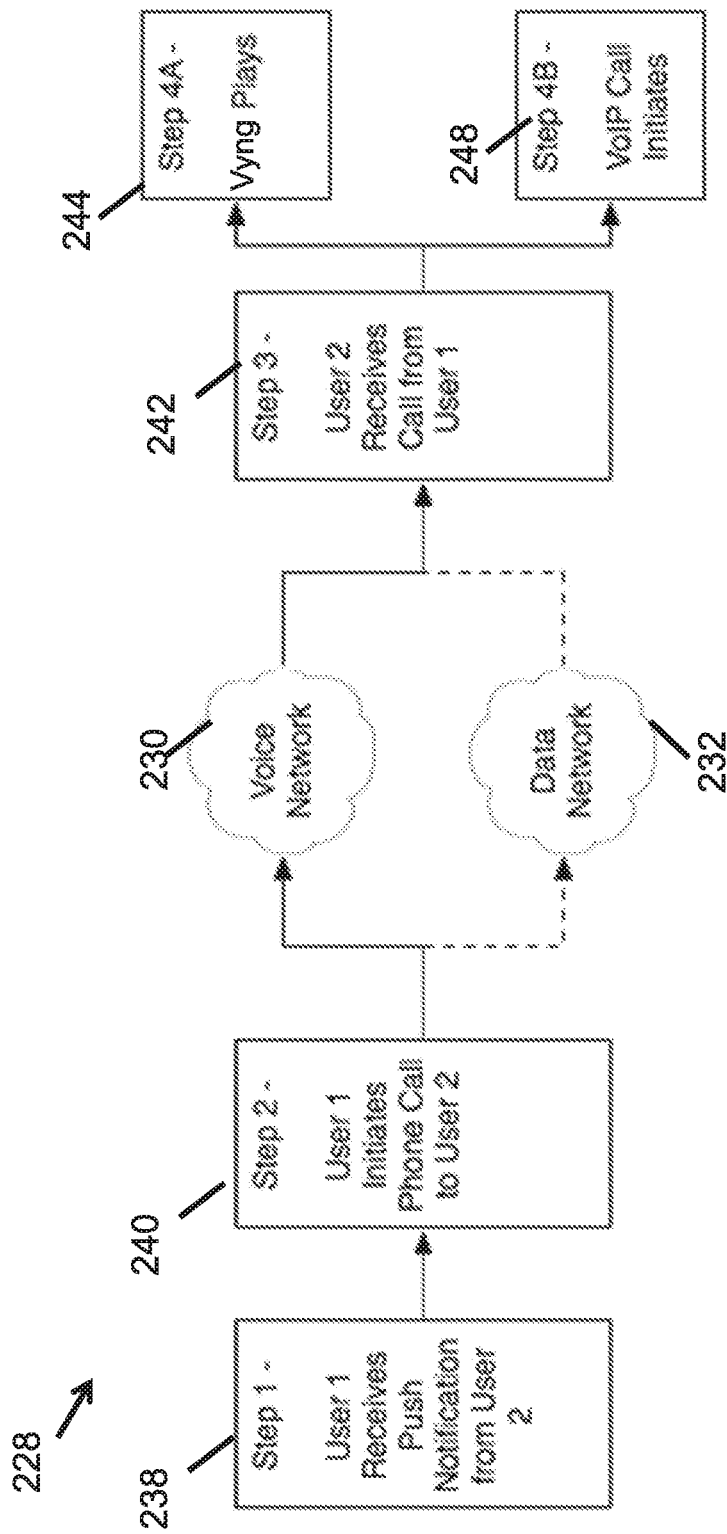 228
238
Step 1 -
User 1
Receives
Push
Notification
from User
2.
240
Step 2 -
User 1
Initiates
Phone Call
to User 2
230
Voice
Network
Data
Network
232
242
Step 3 -
User 2
Receives
Call from
User 1
244
Step 4A -
Vyng Plays
248
Step 4B -
VoIP Call
Initiates